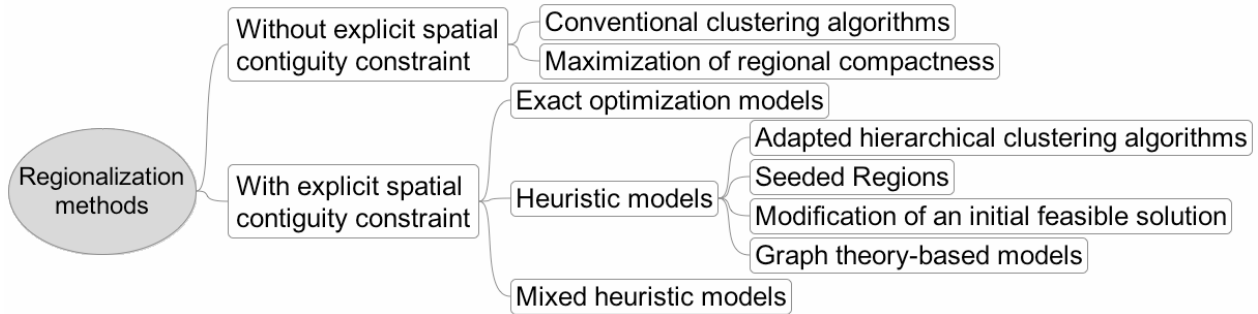 Regionalization
methods
Without explicit spatial
contiguity constraint
Conventional clustering algorithms
Maximization of regional compactness
With explicit spatial
contiguity constraint
Exact optimization models
Heuristic models
Adapted hierarchical clustering algorithms
Seeded Regions
Modification of an initial feasible solution
Graph theory-based models
Mixed heuristic models